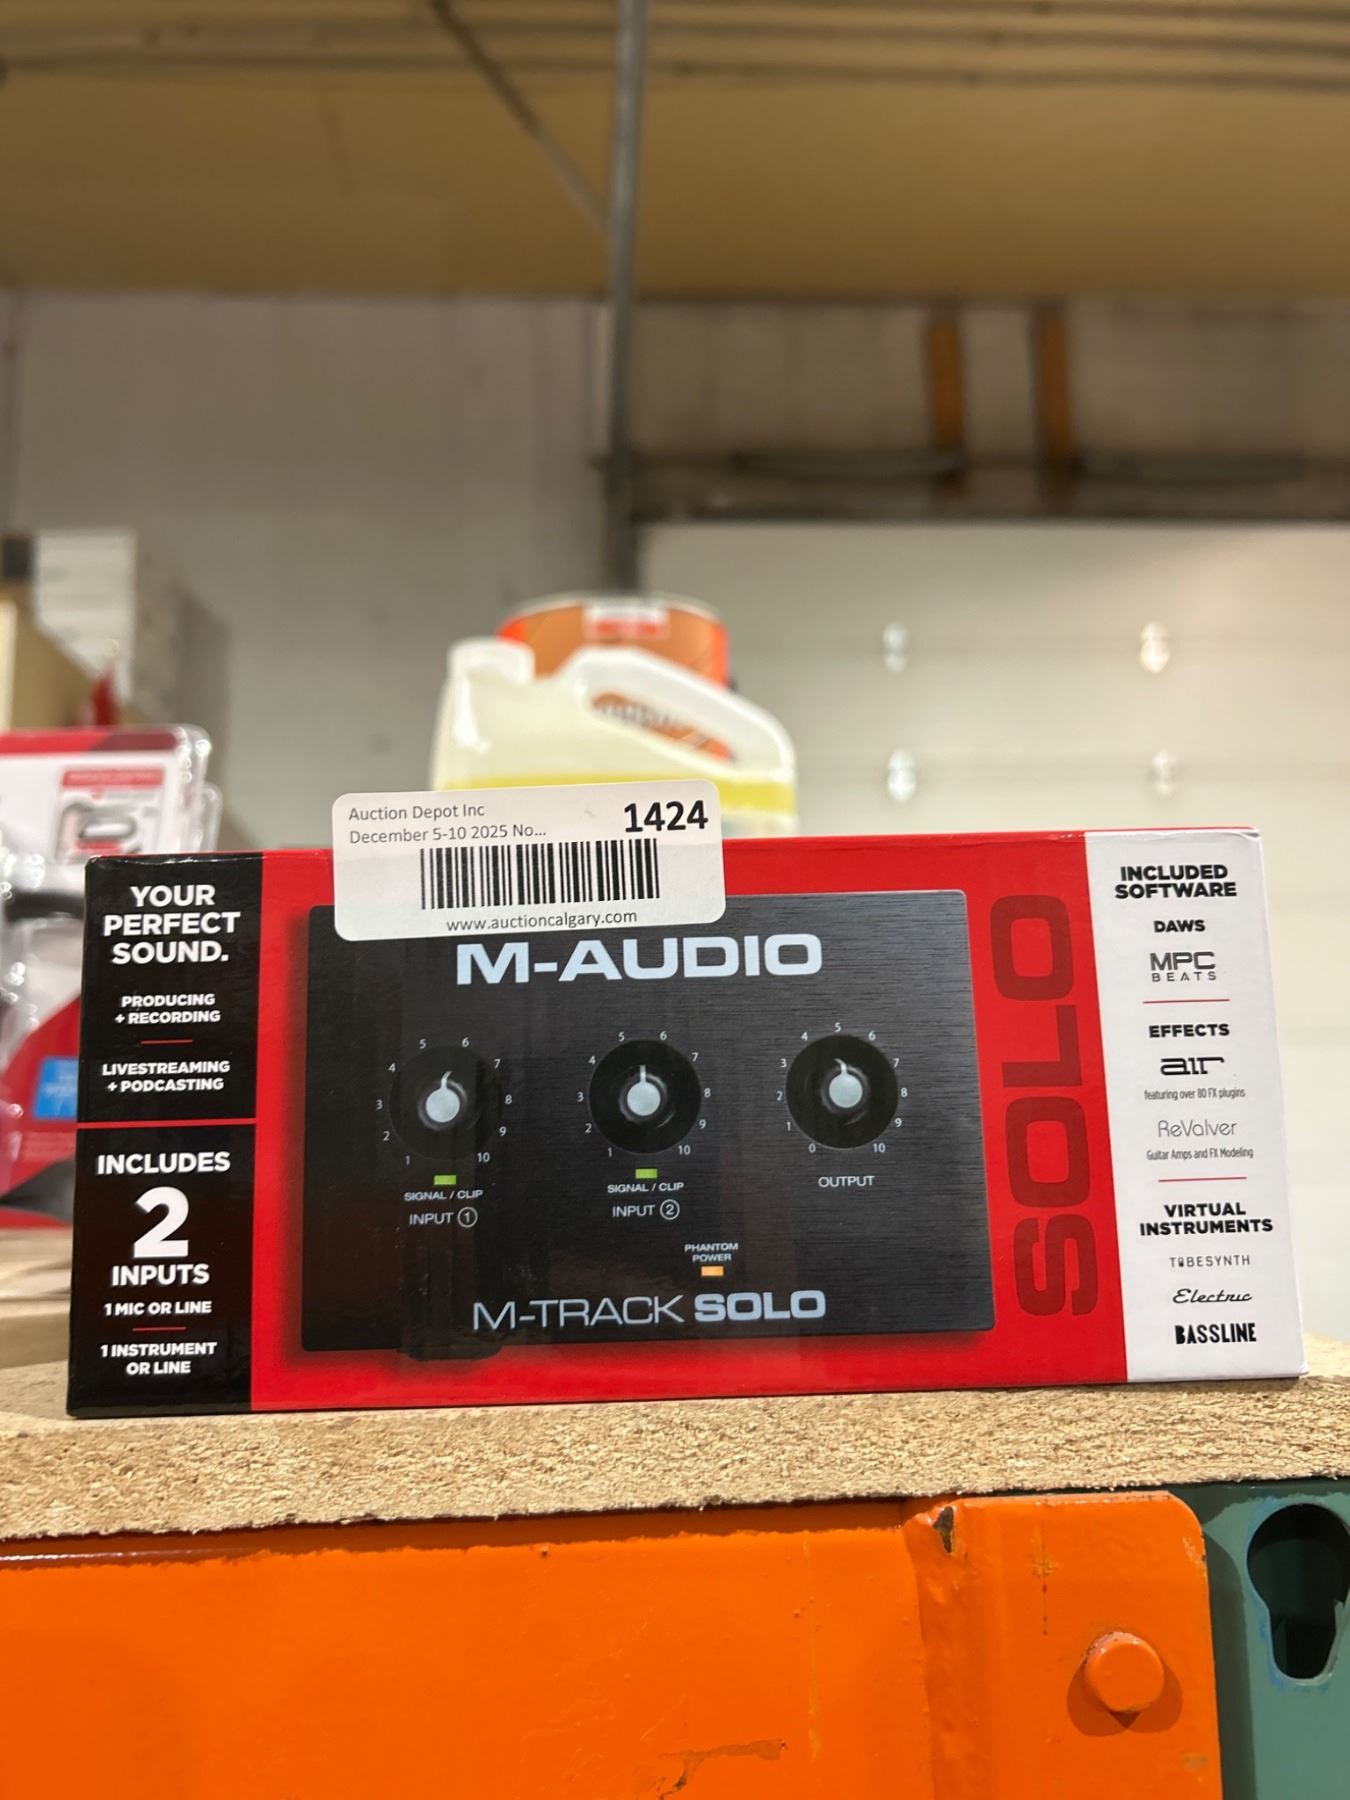 Auction Depot Inc
1424
December 5-10 2025 No...
www.auctioncalgary.com
YOUR
PERFECT
SOUND.
PRODUCING
+ RECORDING
LIVESTREAMING
+ PODCASTING
INCLUDES
2
INPUTS
1 MIC OR LINE
1 INSTRUMENT
OR LINE
M-AUDIO
1 2 3 4 5 6 7 8 9 10
SIGNAL / CLIP
INPUT 1
1 2 3 4 5 6 7 8 9 10
SIGNAL / CLIP
INPUT 2
0 1 2 3 4 5 6 7 8 9 10
OUTPUT
PHANTOM
POWER
M-TRACK SOLO
SOLO
INCLUDED
SOFTWARE
DAWS
MPC
BEATS
EFFECTS
air
featuring over 80 FX plugins
ReValver
Guitar Amps and FX Modeling
VIRTUAL
INSTRUMENTS
TUBESYNTH
Electric
BASSLINE